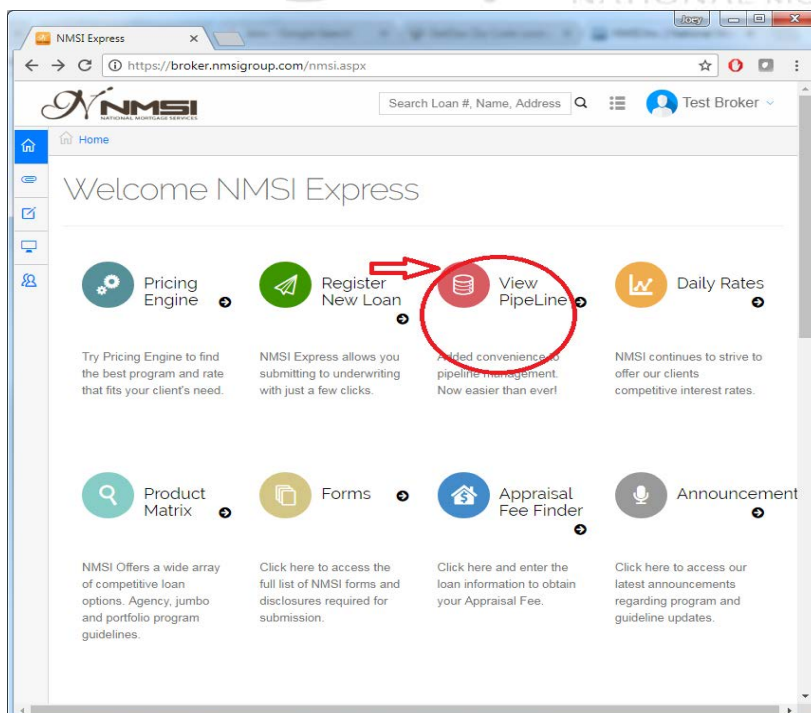 NATIONAL MO
Joey
NMSI Express
https://broker.nmsigroup.com/nmsi.aspx
NMSI
NATIONAL MORTGAGE SERVICES
Search Loan #, Name, Address
Test Broker
Home
Welcome NMSI Express
Pricing
Engine
Register
New Loan
View
PipeLine
Daily Rates
Try Pricing Engine to find
the best program and rate
that fits your client's need.
NMSI Express allows you
submitting to underwriting
with just a few clicks.
Added convenience to
pipeline management.
Now easier than ever!
NMSI continues to strive to
offer our clients
competitive interest rates.
Product
Matrix
Forms
Appraisal
Fee Finder
Announcement
NMSI Offers a wide array
of competitive loan
options. Agency, jumbo
and portfolio program
guidelines.
Click here to access the
full list of NMSI forms and
disclosures required for
submission.
Click here and enter the
loan information to obtain
your Appraisal Fee.
Click here to access our
latest announcements
regarding program and
guideline updates.